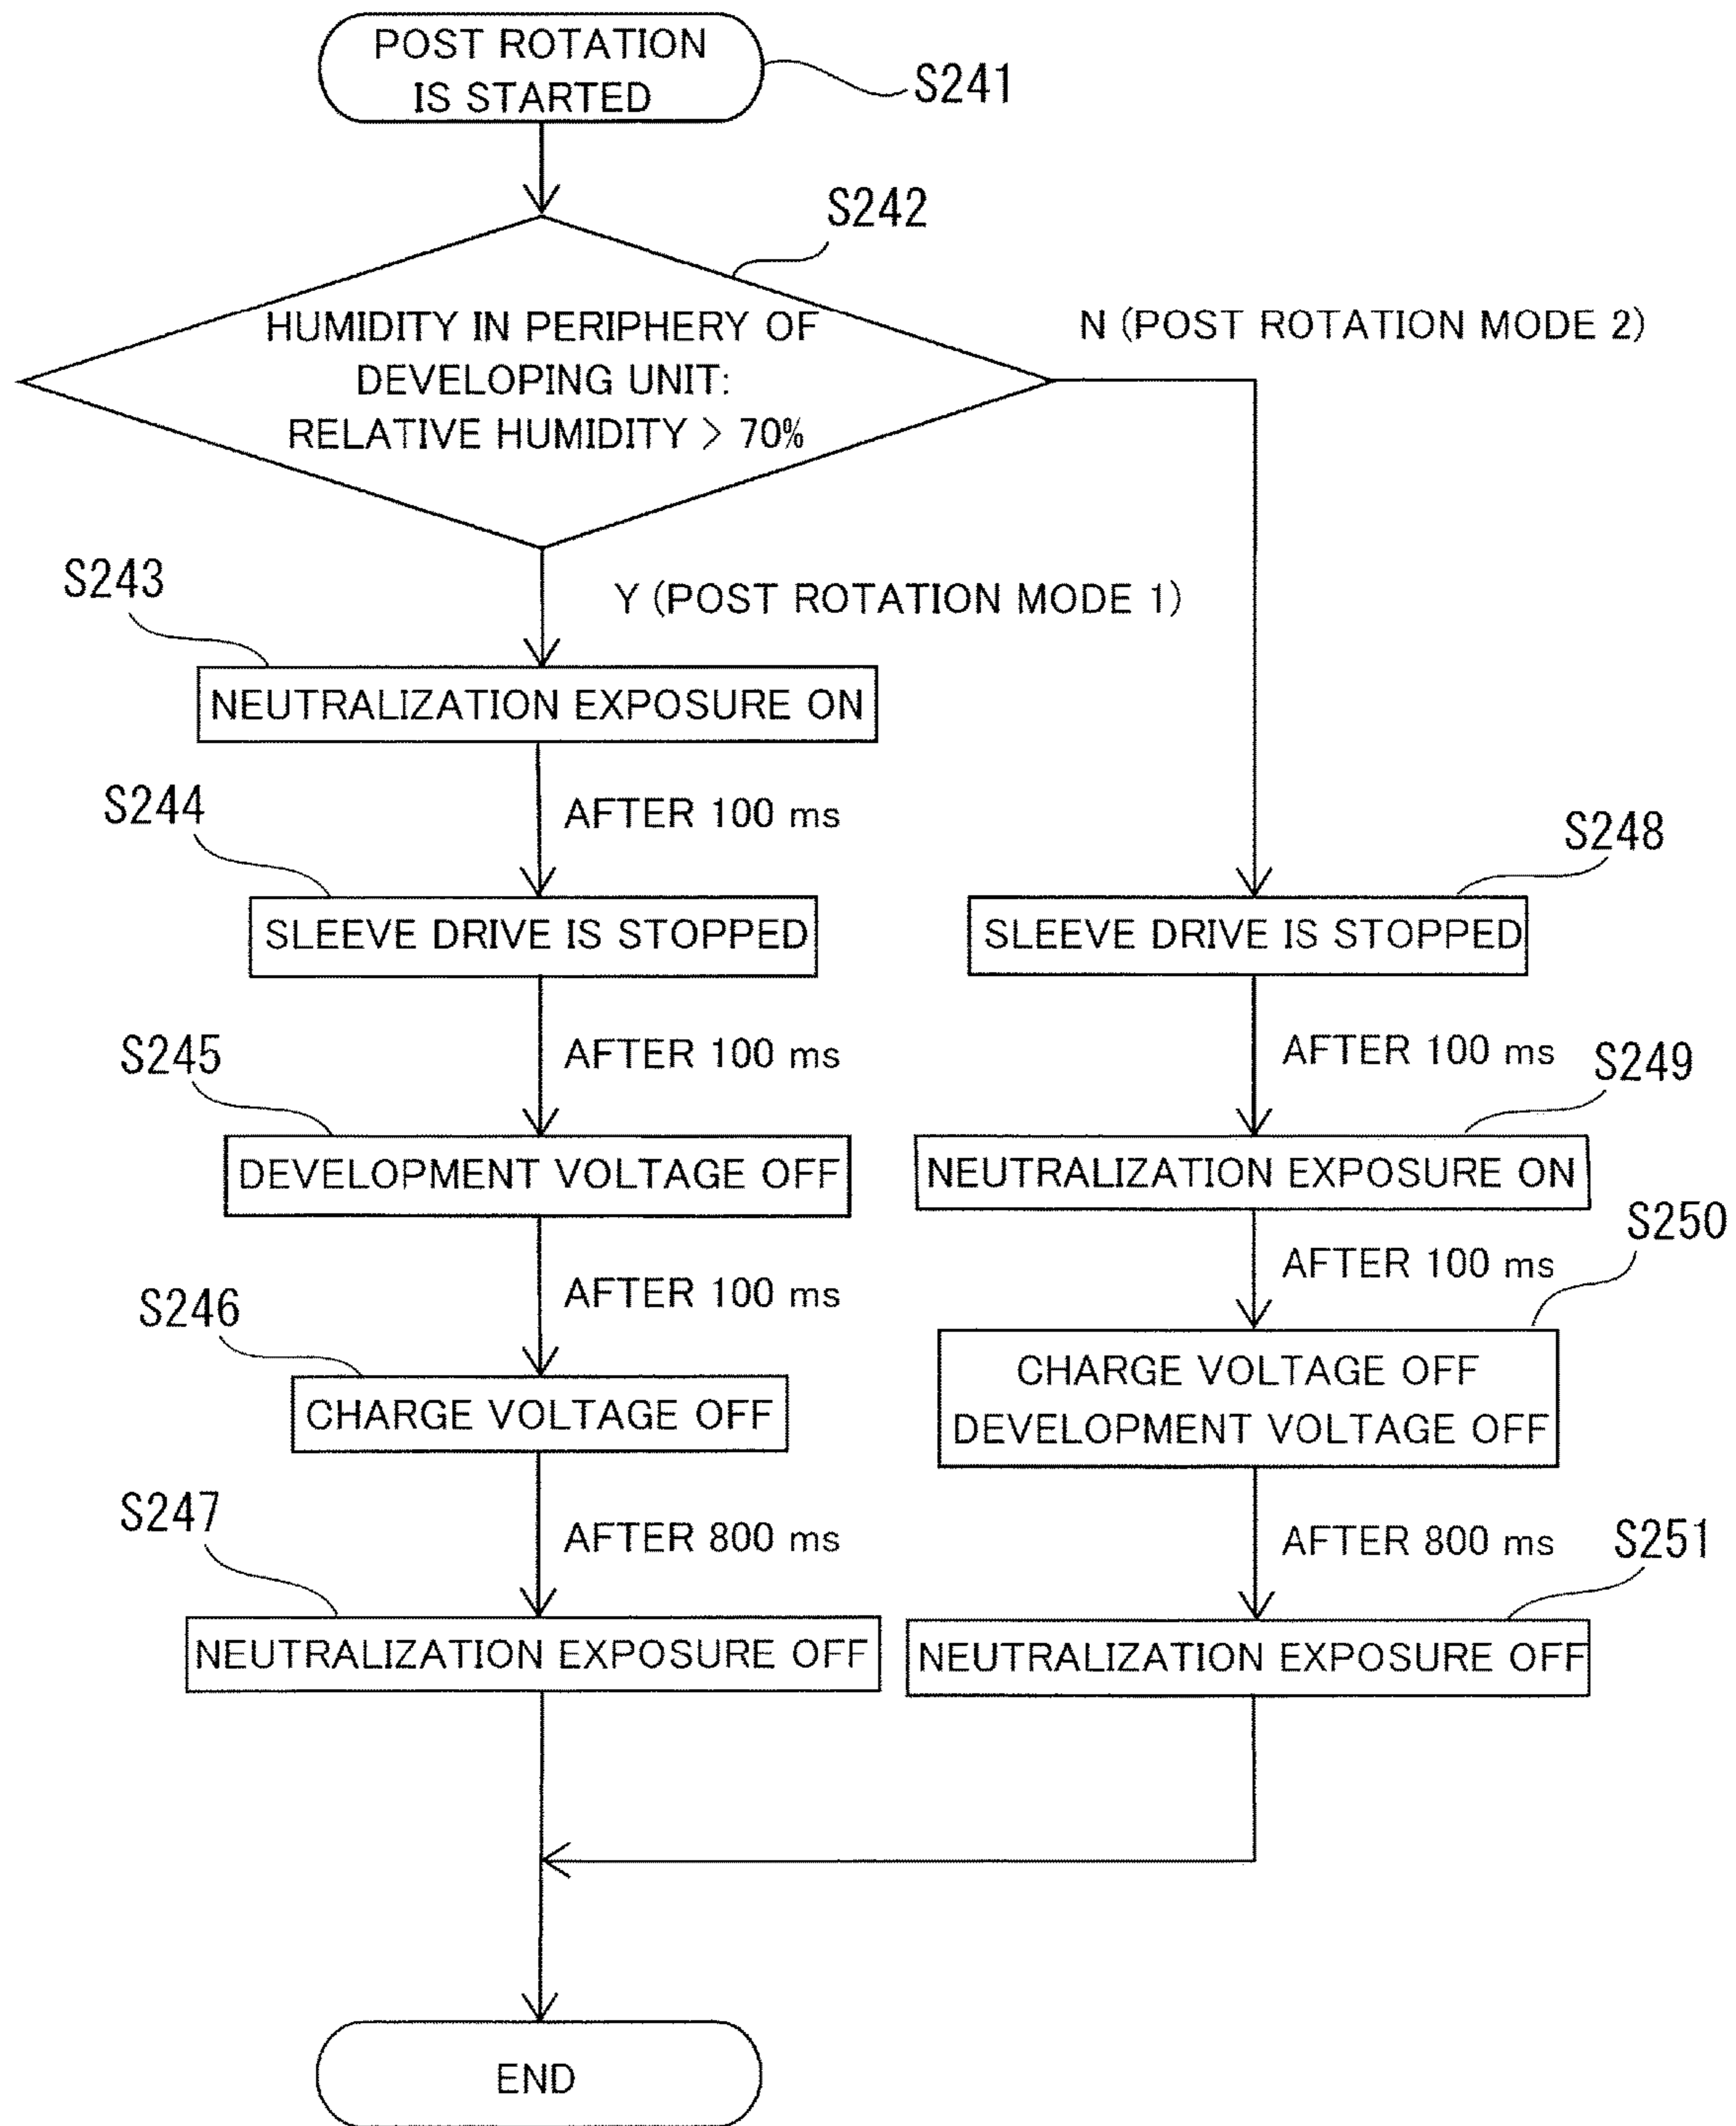 POST ROTATION
IS STARTED
S241
S242
HUMIDITY IN PERIPHERY OF
DEVELOPING UNIT:
RELATIVE HUMIDITY > 70%
N (POST ROTATION MODE 2)
Y (POST ROTATION MODE 1)
S243
NEUTRALIZATION EXPOSURE ON
AFTER 100 ms
S244
SLEEVE DRIVE IS STOPPED
AFTER 100 ms
S245
DEVELOPMENT VOLTAGE OFF
AFTER 100 ms
S246
CHARGE VOLTAGE OFF
AFTER 800 ms
S247
NEUTRALIZATION EXPOSURE OFF
S248
SLEEVE DRIVE IS STOPPED
AFTER 100 ms
S249
NEUTRALIZATION EXPOSURE ON
AFTER 100 ms
S250
CHARGE VOLTAGE OFF
DEVELOPMENT VOLTAGE OFF
AFTER 800 ms
S251
NEUTRALIZATION EXPOSURE OFF
END